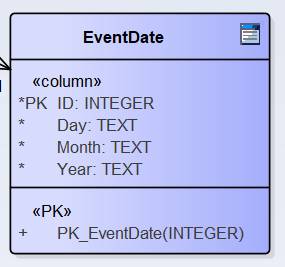 EventDate
«column»
*PK ID: INTEGER
* Day: TEXT
* Month: TEXT
* Year: TEXT
«PK»
+ PK_EventDate(INTEGER)